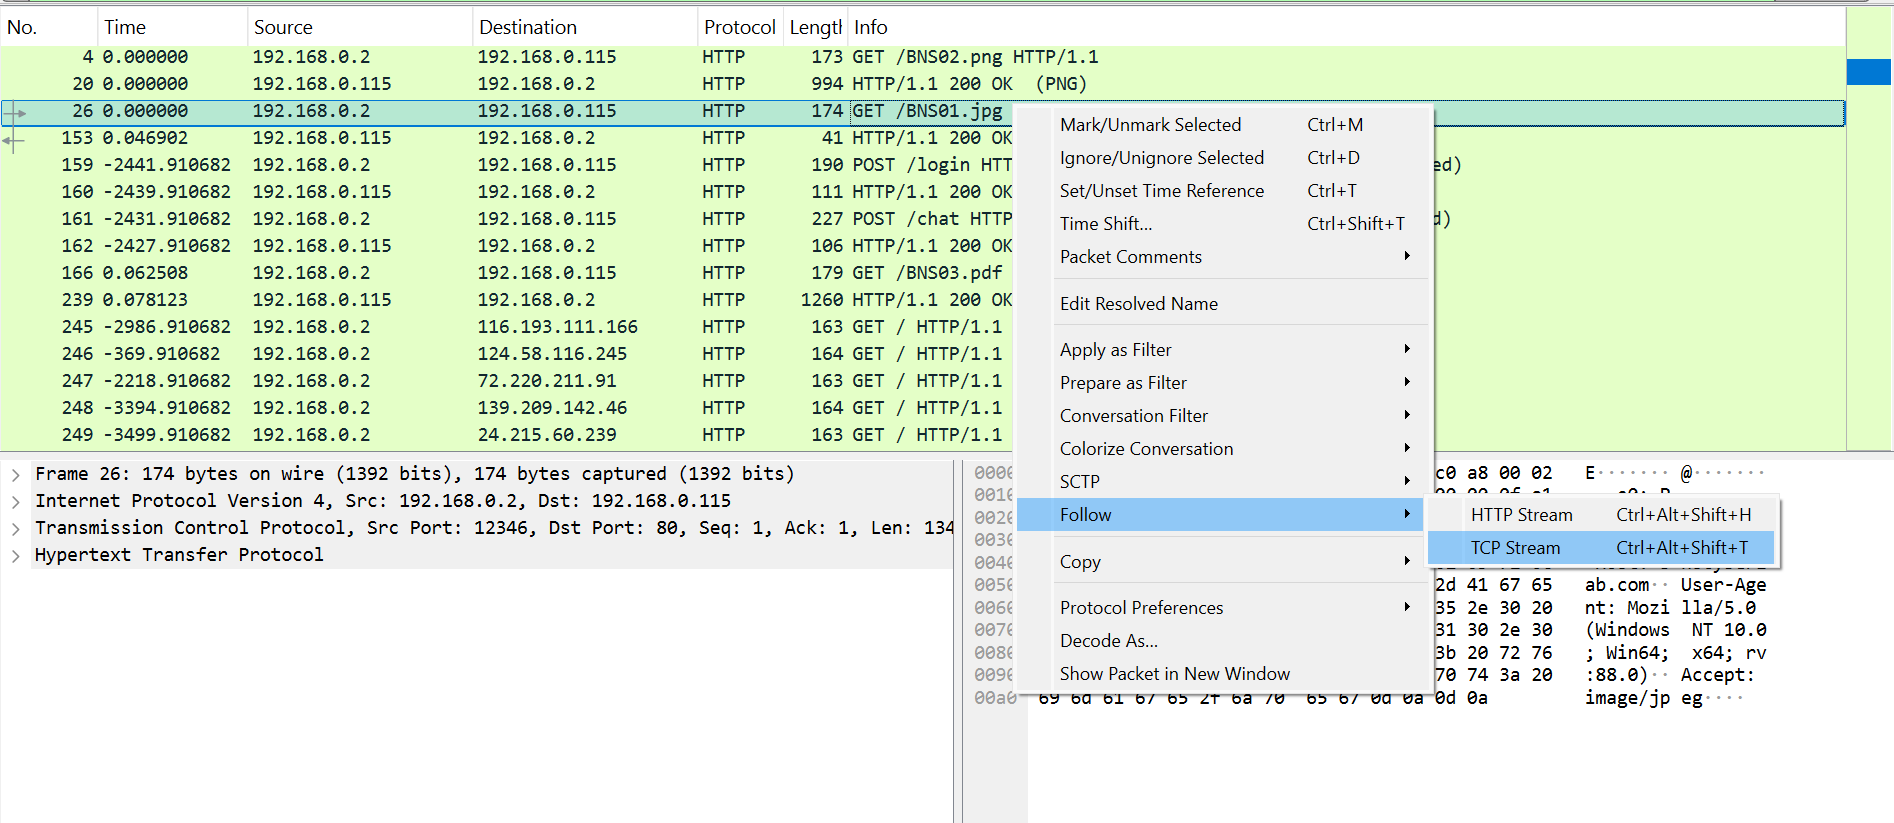 No. Time Source Destination Protocol Length Info
4 0.000000 192.168.0.2 192.168.0.115 HTTP 173 GET /BNS02.png HTTP/1.1
20 0.000000 192.168.0.115 192.168.0.2 HTTP 994 HTTP/1.1 200 OK (PNG)
26 0.000000 192.168.0.2 192.168.0.115 HTTP 174 GET /BNS01.jpg
153 0.046902 192.168.0.115 192.168.0.2 HTTP 41 HTTP/1.1 200 OK
159 -2441.910682 192.168.0.2 192.168.0.115 HTTP 190 POST /login HTT ed)
160 -2439.910682 192.168.0.115 192.168.0.2 HTTP 111 HTTP/1.1 200 OK
161 -2431.910682 192.168.0.2 192.168.0.115 HTTP 227 POST /chat HTTP d)
162 -2427.910682 192.168.0.115 192.168.0.2 HTTP 106 HTTP/1.1 200 OK
166 0.062508 192.168.0.2 192.168.0.115 HTTP 179 GET /BNS03.pdf
239 0.078123 192.168.0.115 192.168.0.2 HTTP 1260 HTTP/1.1 200 OK
245 -2986.910682 192.168.0.2 116.193.111.166 HTTP 163 GET / HTTP/1.1
246 -369.910682 192.168.0.2 124.58.116.245 HTTP 164 GET / HTTP/1.1
247 -2218.910682 192.168.0.2 72.220.211.91 HTTP 163 GET / HTTP/1.1
248 -3394.910682 192.168.0.2 139.209.142.46 HTTP 164 GET / HTTP/1.1
249 -3499.910682 192.168.0.2 24.215.60.239 HTTP 163 GET / HTTP/1.1
Mark/Unmark Selected Ctrl+M
Ignore/Unignore Selected Ctrl+D
Set/Unset Time Reference Ctrl+T
Time Shift... Ctrl+Shift+T
Packet Comments
Edit Resolved Name
Apply as Filter
Prepare as Filter
Conversation Filter
Colorize Conversation
SCTP
Follow
Copy
Protocol Preferences
Decode As...
Show Packet in New Window
HTTP Stream Ctrl+Alt+Shift+H
TCP Stream Ctrl+Alt+Shift+T
Frame 26: 174 bytes on wire (1392 bits), 174 bytes captured (1392 bits)
Internet Protocol Version 4, Src: 192.168.0.2, Dst: 192.168.0.115
Transmission Control Protocol, Src Port: 12346, Dst Port: 80, Seq: 1, Ack: 1, Len: 134
Hypertext Transfer Protocol
0000 c0 a8 00 02 E······· @·······
0010
0020
0030
0040
0050 2d 41 67 65 ab.com·· User-Age
0060 35 2e 30 20 nt: Mozi lla/5.0
0070 31 30 2e 30 (Windows NT 10.0
0080 3b 20 72 76 ; Win64; x64; rv
0090 70 74 3a 20 :88.0)·· Accept:
00a0 69 6d 61 67 65 2f 6a 70 65 67 0d 0a 0d 0a image/jp eg····